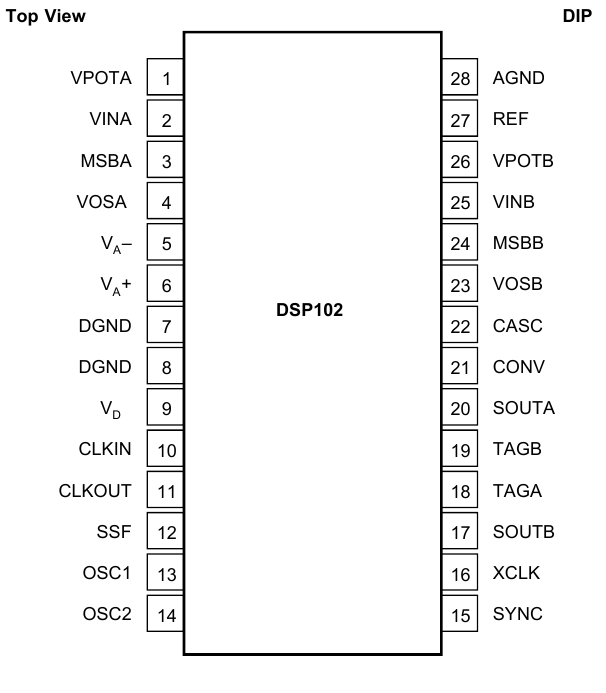 Top View DIP
VPOTA 1 28 AGND
VINA 2 27 REF
MSBA 3 26 VPOTB
VOSA 4 25 VINB
VA– 5 24 MSBB
VA+ 6 23 VOSB
DSP102
DGND 7 22 CASC
DGND 8 21 CONV
VD 9 20 SOUTA
CLKIN 10 19 TAGB
CLKOUT 11 18 TAGA
SSF 12 17 SOUTB
OSC1 13 16 XCLK
OSC2 14 15 SYNC